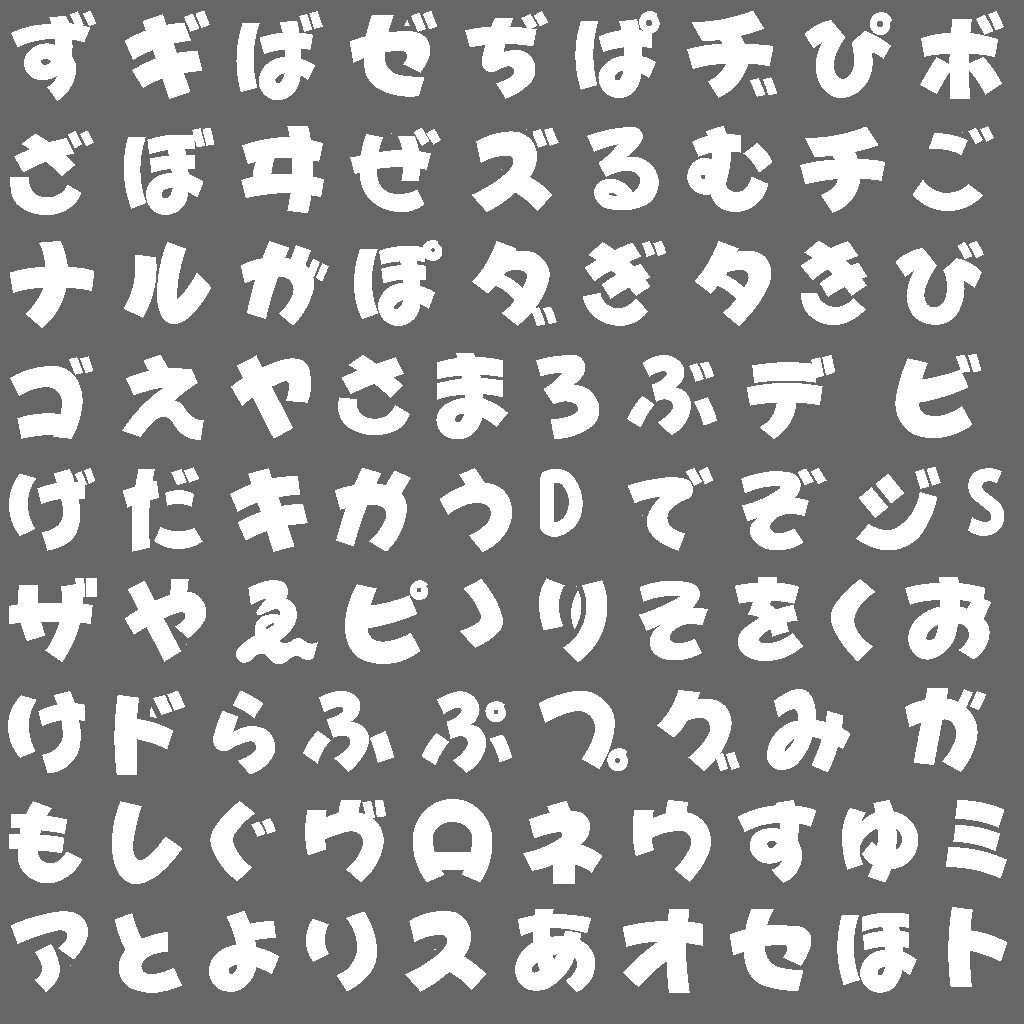 ずギばゼぢぱヂぴボ
ざぼヰぜズるむチご
ナルがぽダぎタきび
ゴえヤさまろぶデビ
げだキかうDでぞジS
ザやゑピゝりそをくお
けドらふぷつ゚グみガ
もしぐヴロネウすゆミ
アとよりスあオセほト